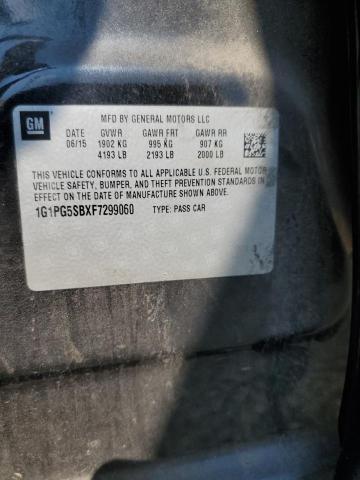 GM
MFD BY GENERAL MOTORS LLC
DATE GVWR GAWR FRT GAWR RR
06/15 1902 KG 995 KG 907 KG
4193 LB 2193 LB 2000 LB
THIS VEHICLE CONFORMS TO ALL APPLICABLE U.S. FEDERAL MOTOR
VEHICLE SAFETY, BUMPER, AND THEFT PREVENTION STANDARDS IN
EFFECT ON THE DATE OF MANUFACTURE SHOWN ABOVE.
1G1PG5SBXF7299060 TYPE: PASS CAR